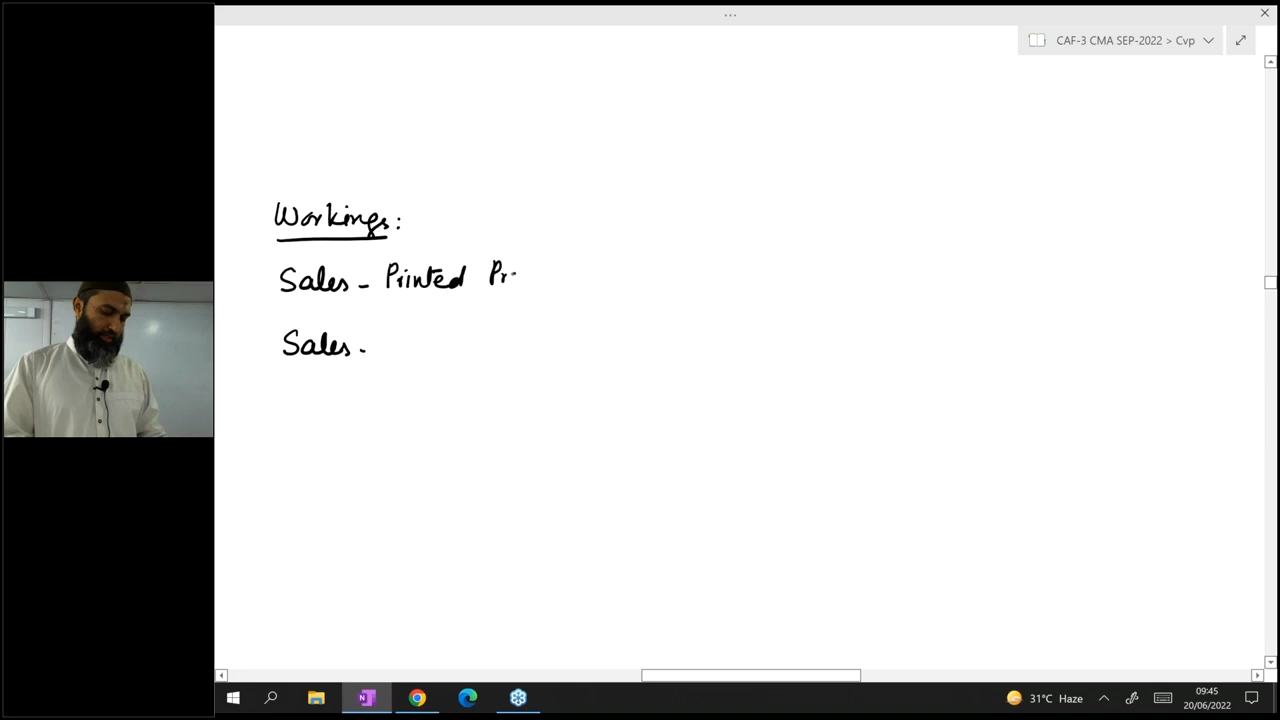 CAF-3 CMA SEP-2022 > Cvp
Workings:
Sales - Printed Pr
Sales -
31°C Haze
09:45
20/06/2022